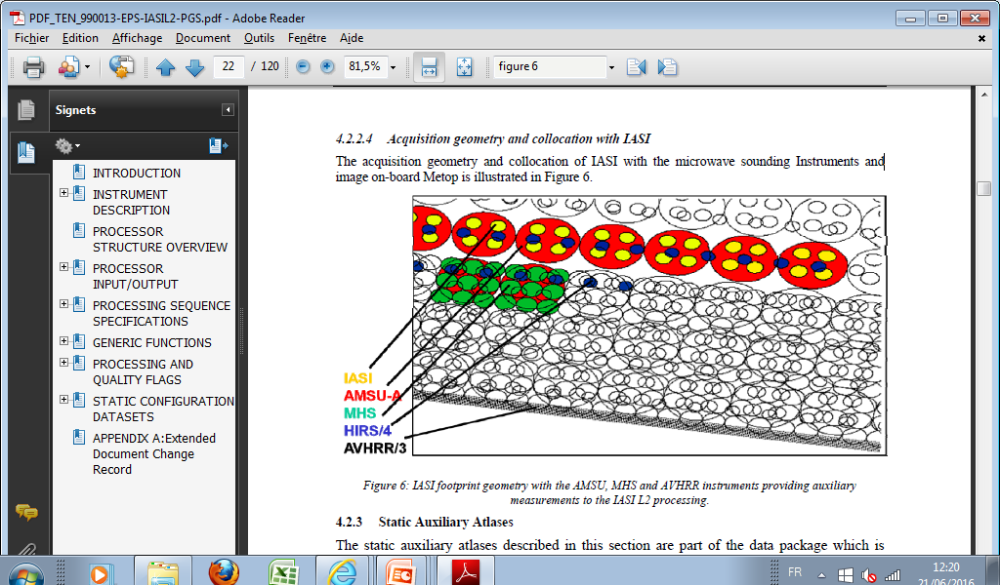 PDF_TEN_990013-EPS-IASIL2-PGS.pdf - Adobe Reader
Fichier Edition Affichage Document Outils Fenêtre Aide
22 / 120 81,5% figure 6
Signets
INTRODUCTION
INSTRUMENT
DESCRIPTION
PROCESSOR
STRUCTURE OVERVIEW
PROCESSOR
INPUT/OUTPUT
PROCESSING SEQUENCE
SPECIFICATIONS
GENERIC FUNCTIONS
PROCESSING AND
QUALITY FLAGS
STATIC CONFIGURATION
DATASETS
APPENDIX A:Extended
Document Change
Record
4.2.2.4 Acquisition geometry and collocation with IASI
The acquisition geometry and collocation of IASI with the microwave sounding Instruments and
image on-board Metop is illustrated in Figure 6.
IASI
AMSU-A
MHS
HIRS/4
AVHRR/3
Figure 6: IASI footprint geometry with the AMSU, MHS and AVHRR instruments providing auxiliary
measurements to the IASI L2 processing.
4.2.3 Static Auxiliary Atlases
The static auxiliary atlases described in this section are part of the data package which is
FR
12:20
21/06/2016